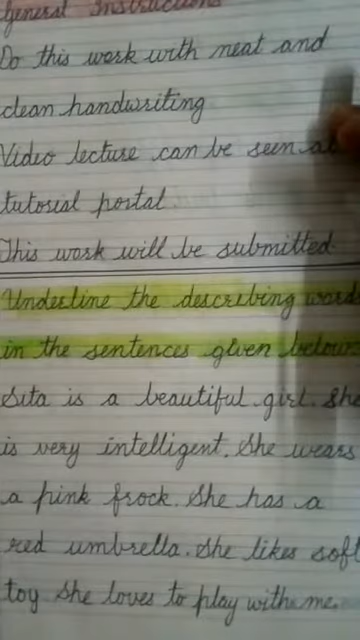 General Instructions
Do this work with neat and
clean handwriting
Video lecture can be seen at
tutorial portal
This work will be submitted
Underline the describing words
in the sentences given below
Sita is a beautiful girl. She
is very intelligent. She wears
a pink frock. She has a
red umbrella. She likes soft
toy She loves to play with me.